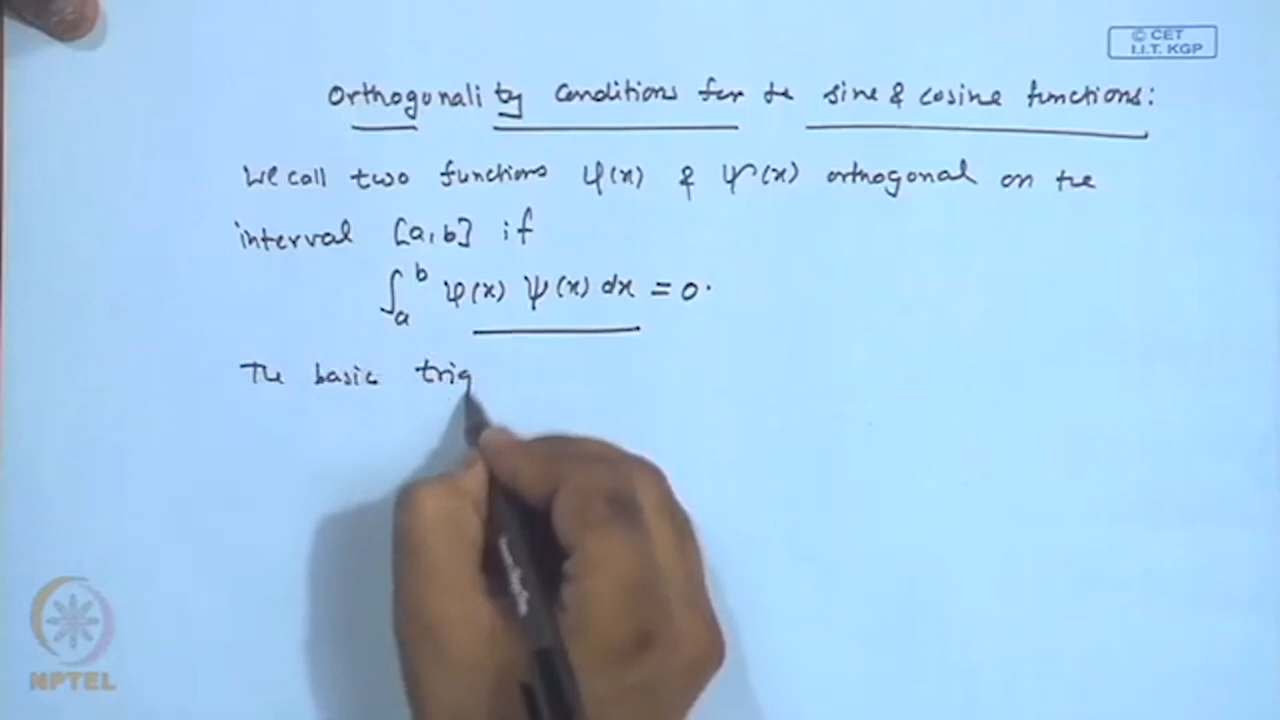 © CET
I.I.T. KGP
Orthogonality Conditions for the sine & cosine functions:
We call two functions φ(x) & ψ(x) orthogonal on the
interval [a,b] if
∫_a^b φ(x) ψ(x) dx = 0.
The basic trig
NPTEL